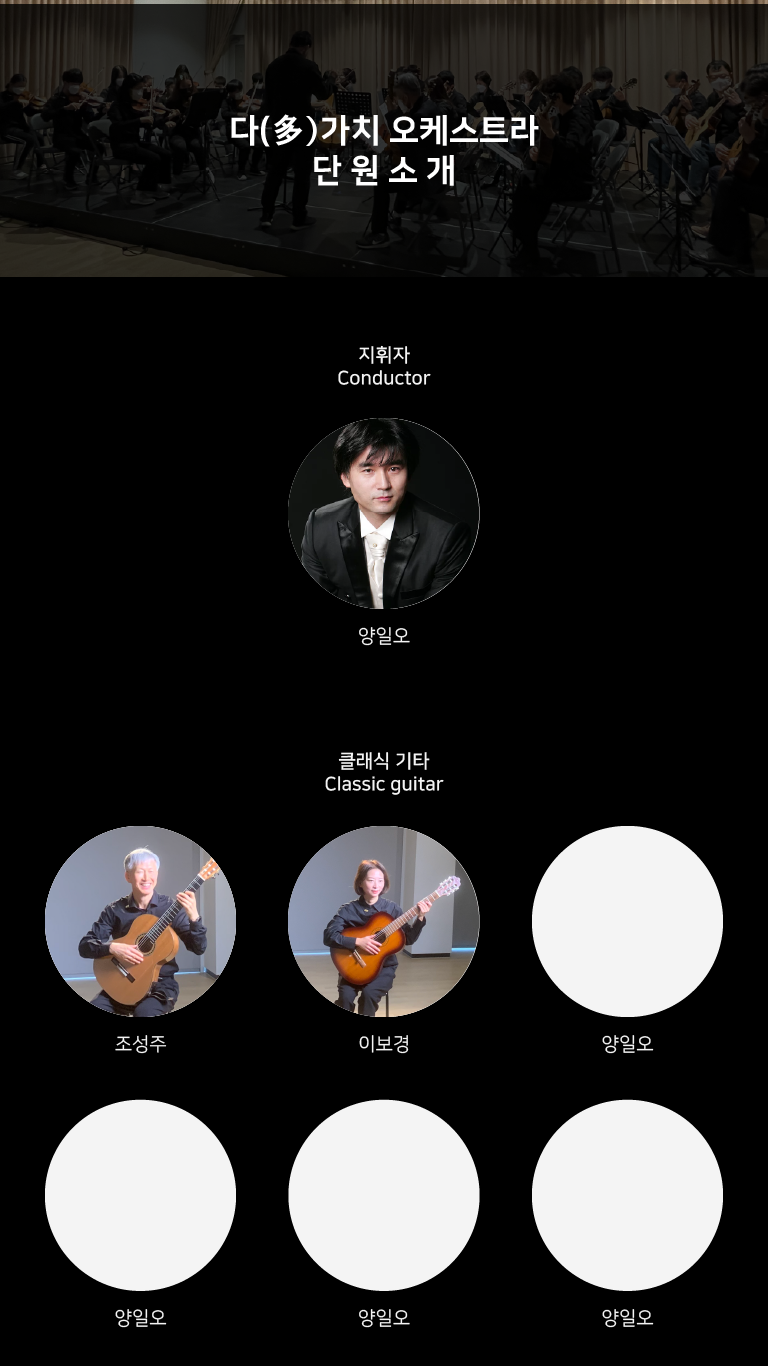 다(多)가치 오케스트라
단 원 소 개
지휘자
Conductor
양일오
클래식 기타
Classic guitar
조성주
이보경
양일오
양일오
양일오
양일오